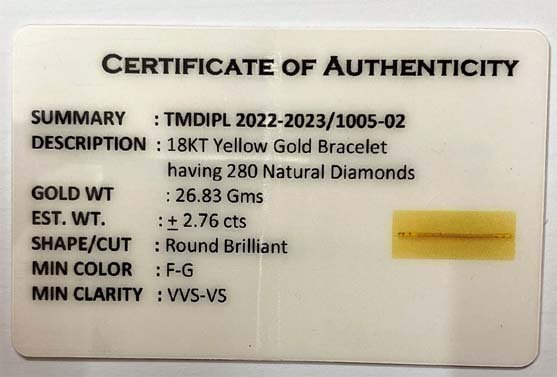 CERTIFICATE OF AUTHENTICITY
SUMMARY : TMDIPL 2022-2023/1005-02
DESCRIPTION : 18KT Yellow Gold Bracelet
having 280 Natural Diamonds
GOLD WT : 26.83 Gms
EST. WT. : ± 2.76 cts
SHAPE/CUT : Round Brilliant
MIN COLOR : F-G
MIN CLARITY : VVS-VS